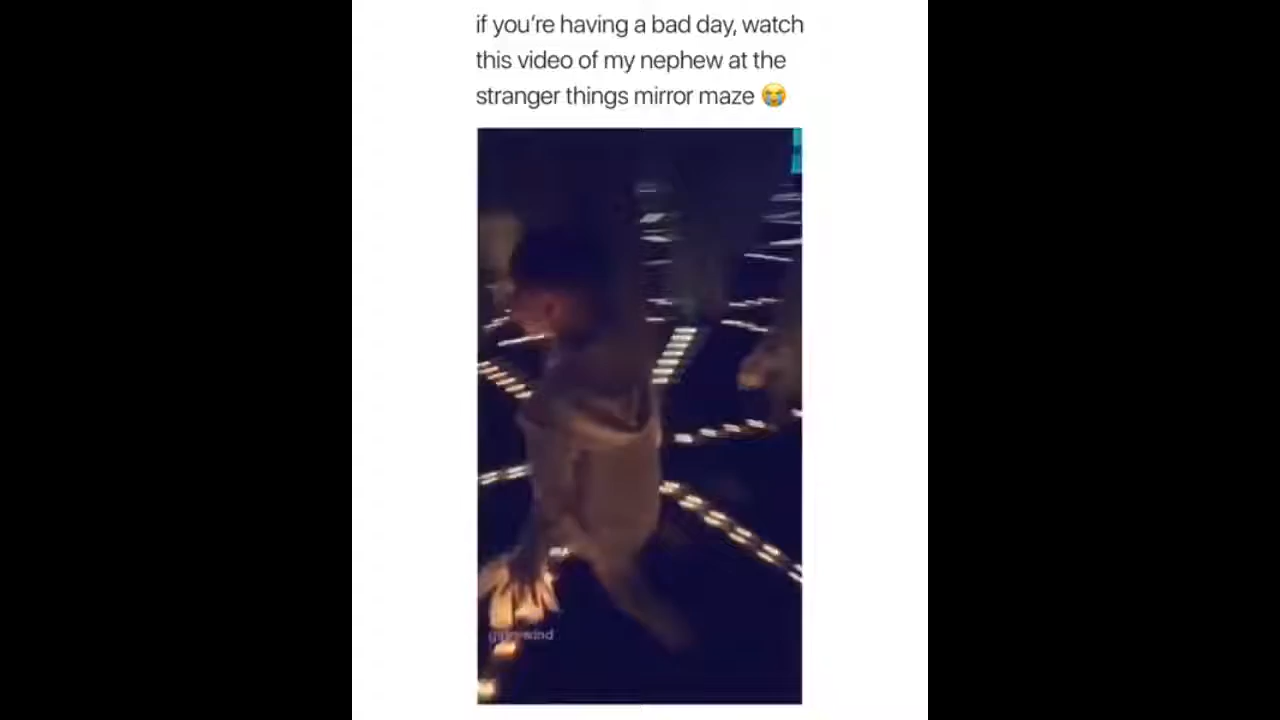 if you’re having a bad day, watch
this video of my nephew at the
stranger things mirror maze 😭